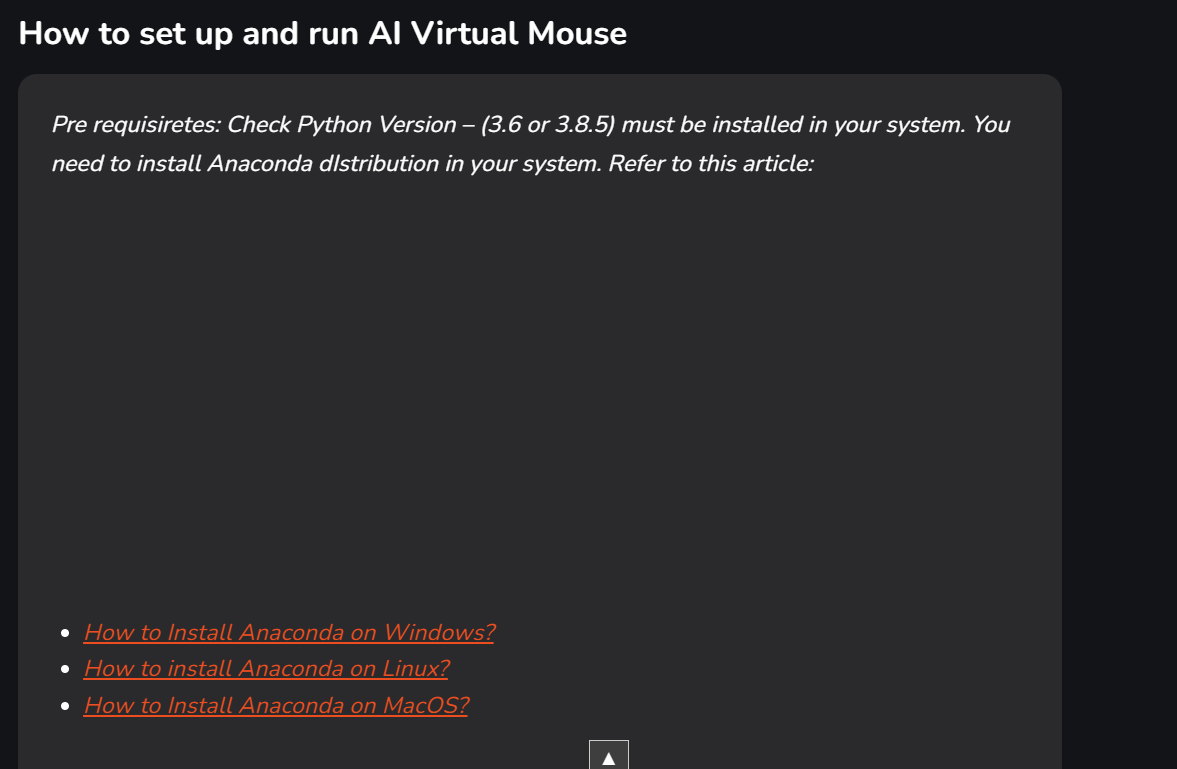 How to set up and run AI Virtual Mouse
Pre requisiretes: Check Python Version – (3.6 or 3.8.5) must be installed in your system. You
need to install Anaconda dIstribution in your system. Refer to this article:
How to Install Anaconda on Windows?
How to install Anaconda on Linux?
How to Install Anaconda on MacOS?